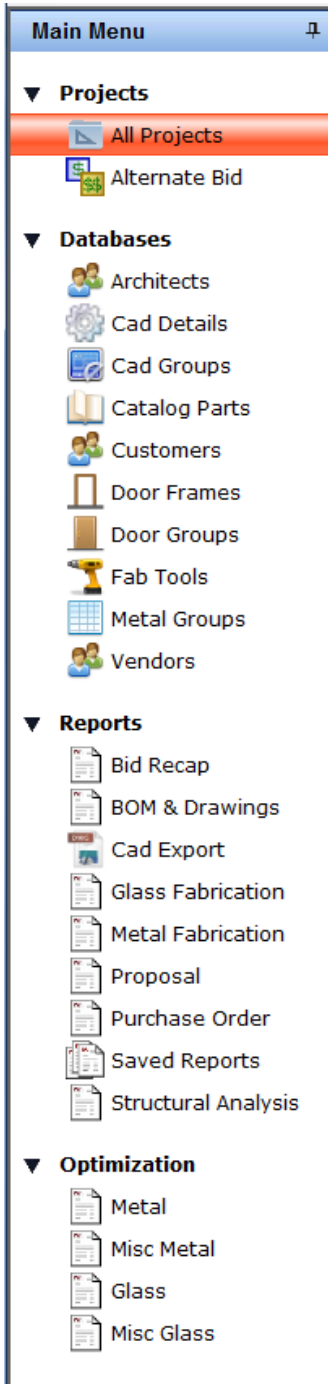 Main Menu
Projects
All Projects
Alternate Bid
Databases
Architects
Cad Details
Cad Groups
Catalog Parts
Customers
Door Frames
Door Groups
Fab Tools
Metal Groups
Vendors
Reports
Bid Recap
BOM & Drawings
Cad Export
Glass Fabrication
Metal Fabrication
Proposal
Purchase Order
Saved Reports
Structural Analysis
Optimization
Metal
Misc Metal
Glass
Misc Glass